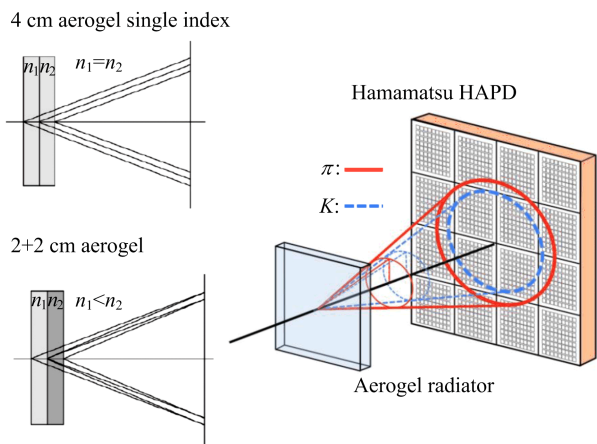 4 cm aerogel single index
n₁ n₂ n₁=n₂
2+2 cm aerogel
n₁ n₂ n₁<n₂
Hamamatsu HAPD
π:
K:
Aerogel radiator